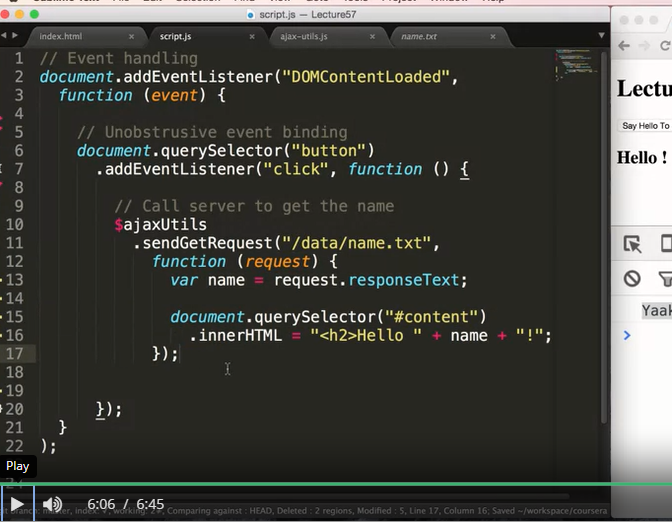 script.js — Lecture57
index.html
script.js
ajax-utils.js
name.txt
1 // Event handling
2 document.addEventListener("DOMContentLoaded",
3 function (event) {
4
5 // Unobstrusive event binding
6 document.querySelector("button")
7 .addEventListener("click", function () {
8
9 // Call server to get the name
10 $ajaxUtils
11 .sendGetRequest("/data/name.txt",
12 function (request) {
13 var name = request.responseText;
14
15 document.querySelector("#content")
16 .innerHTML = "<h2>Hello " + name + "!";
17 });
18
19
20 });
21 }
22 );
Play
6:06 / 6:45
index: ✓, working: 2≠, Comparing against : HEAD, Deleted : 2 regions, Modified : 5, Line 17, Column 16; Saved ~/workspace/coursera
Lectu
Say Hello To
Hello !
Yaak